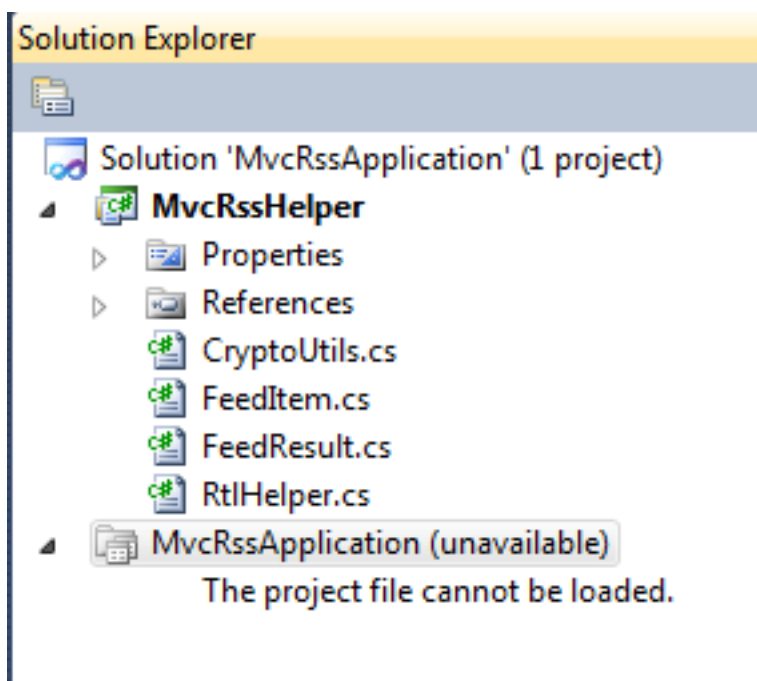 Solution Explorer
Solution 'MvcRssApplication' (1 project)
MvcRssHelper
Properties
References
CryptoUtils.cs
FeedItem.cs
FeedResult.cs
RtlHelper.cs
MvcRssApplication (unavailable)
The project file cannot be loaded.